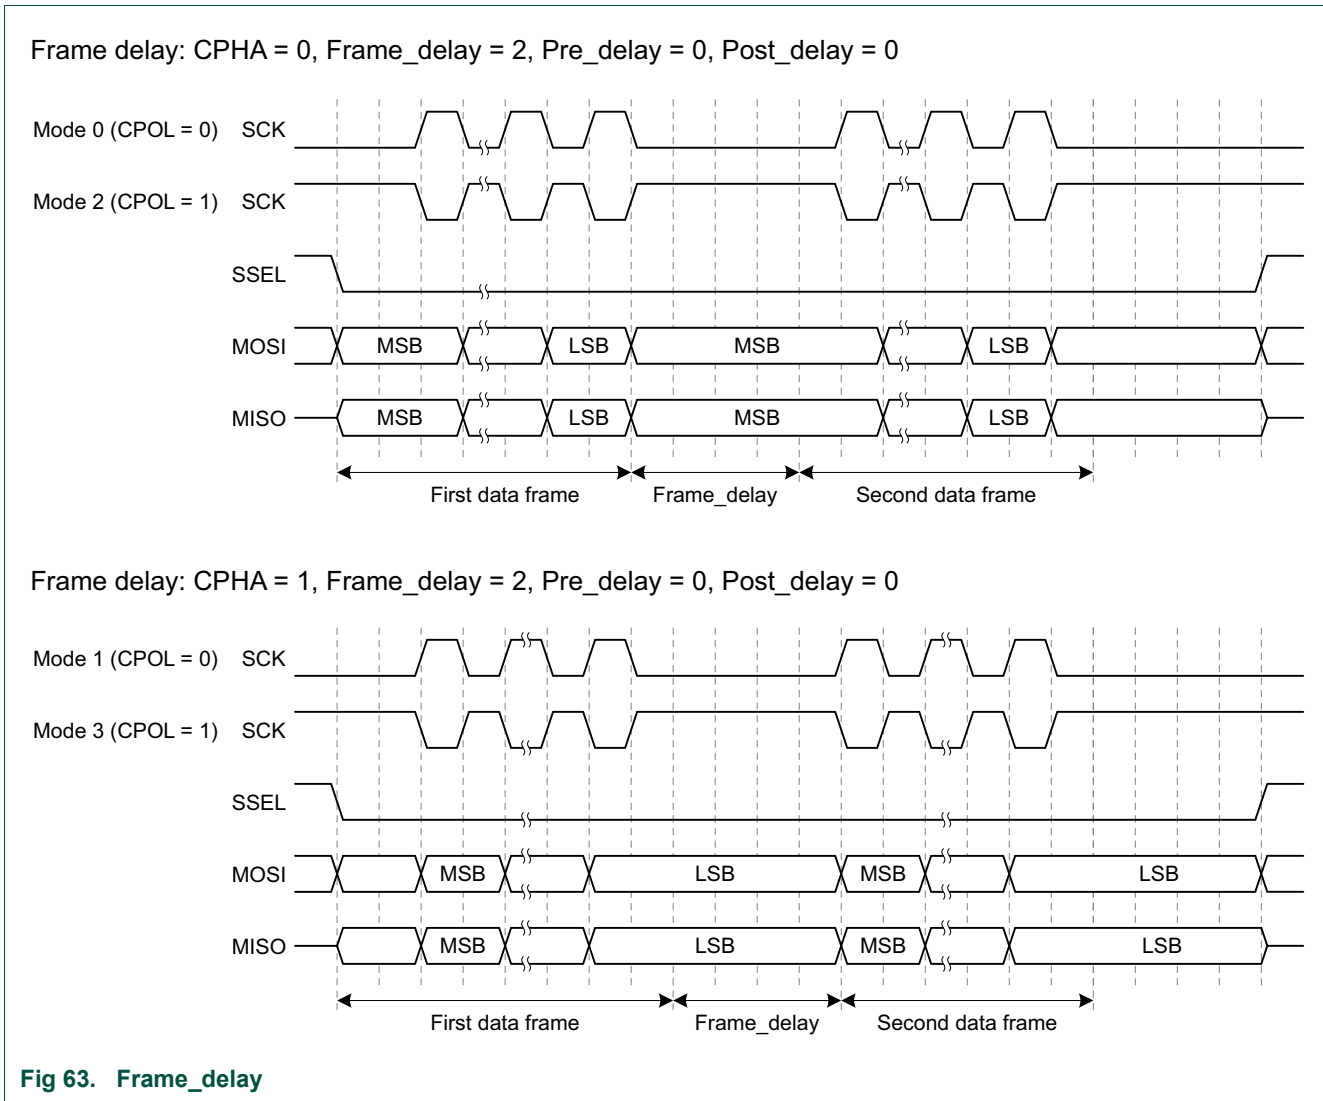 Frame delay: CPHA = 0, Frame_delay = 2, Pre_delay = 0, Post_delay = 0
Mode 0 (CPOL = 0) SCK
Mode 2 (CPOL = 1) SCK
SSEL
MOSI MSB LSB MSB LSB
MISO MSB LSB MSB LSB
First data frame Frame_delay Second data frame
Frame delay: CPHA = 1, Frame_delay = 2, Pre_delay = 0, Post_delay = 0
Mode 1 (CPOL = 0) SCK
Mode 3 (CPOL = 1) SCK
SSEL
MOSI MSB LSB MSB LSB
MISO MSB LSB MSB LSB
First data frame Frame_delay Second data frame
Fig 63. Frame_delay